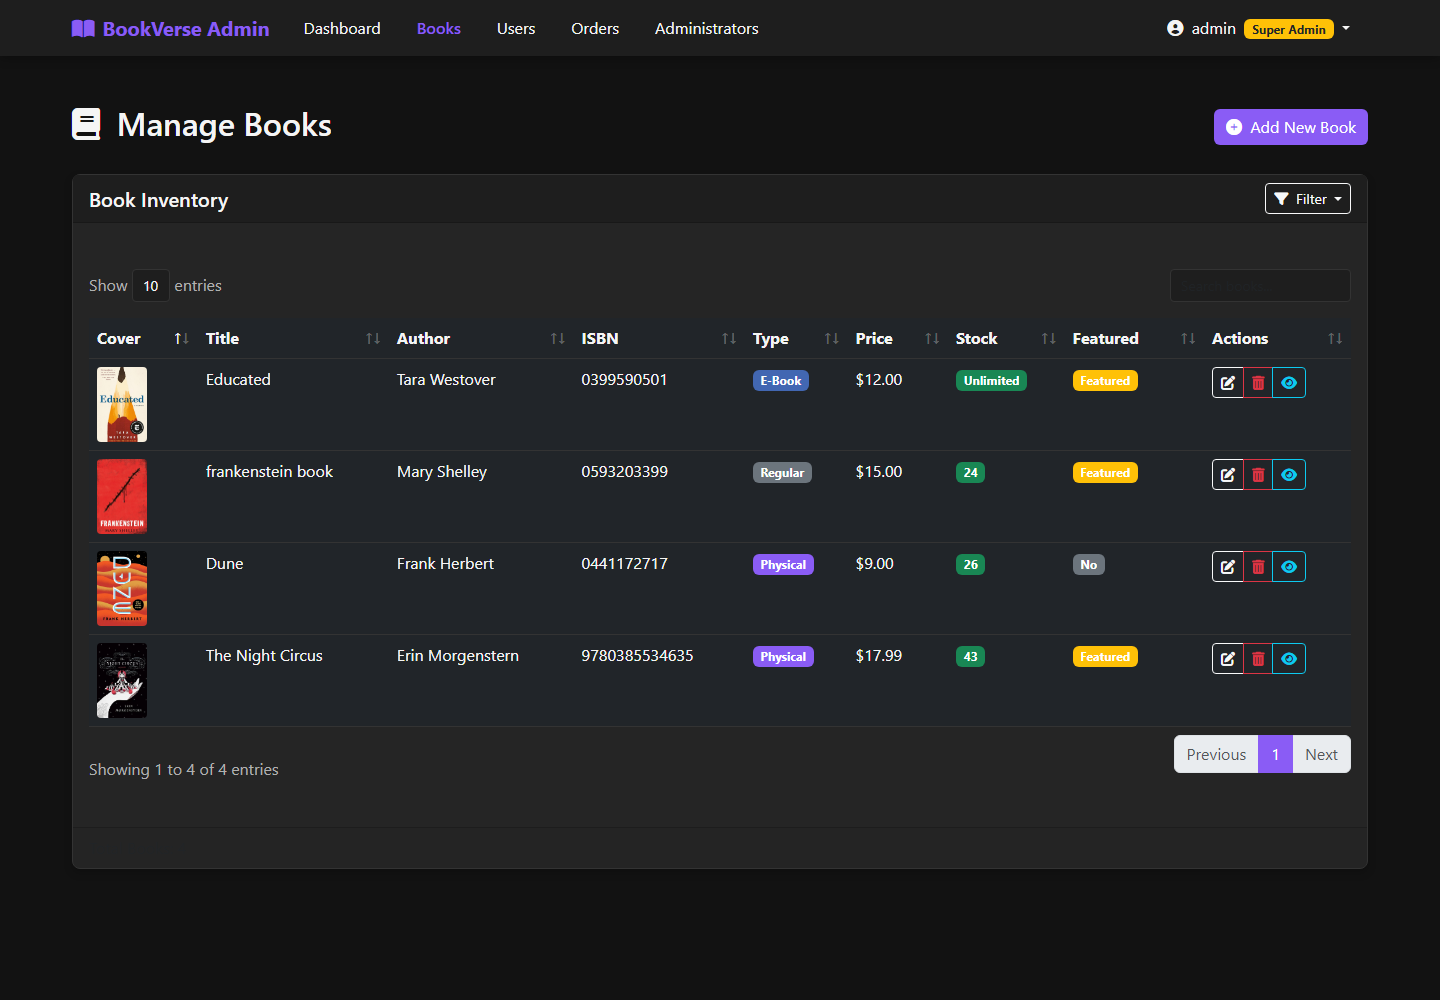 BookVerse Admin Dashboard Books Users Orders Administrators admin Super Admin
Manage Books
Add New Book
Book Inventory
Filter
Show 10 entries
Cover Title Author ISBN Type Price Stock Featured Actions
Educated
E
Educated Tara Westover 0399590501 E-Book $12.00 Unlimited Featured
FRANKENSTEIN
frankenstein book Mary Shelley 0593203399 Regular $15.00 24 Featured
DUNE
FRANK HERBERT
Dune Frank Herbert 0441172717 Physical $9.00 26 No
The Night Circus Erin Morgenstern 9780385534635 Physical $17.99 43 Featured
Showing 1 to 4 of 4 entries
Previous 1 Next